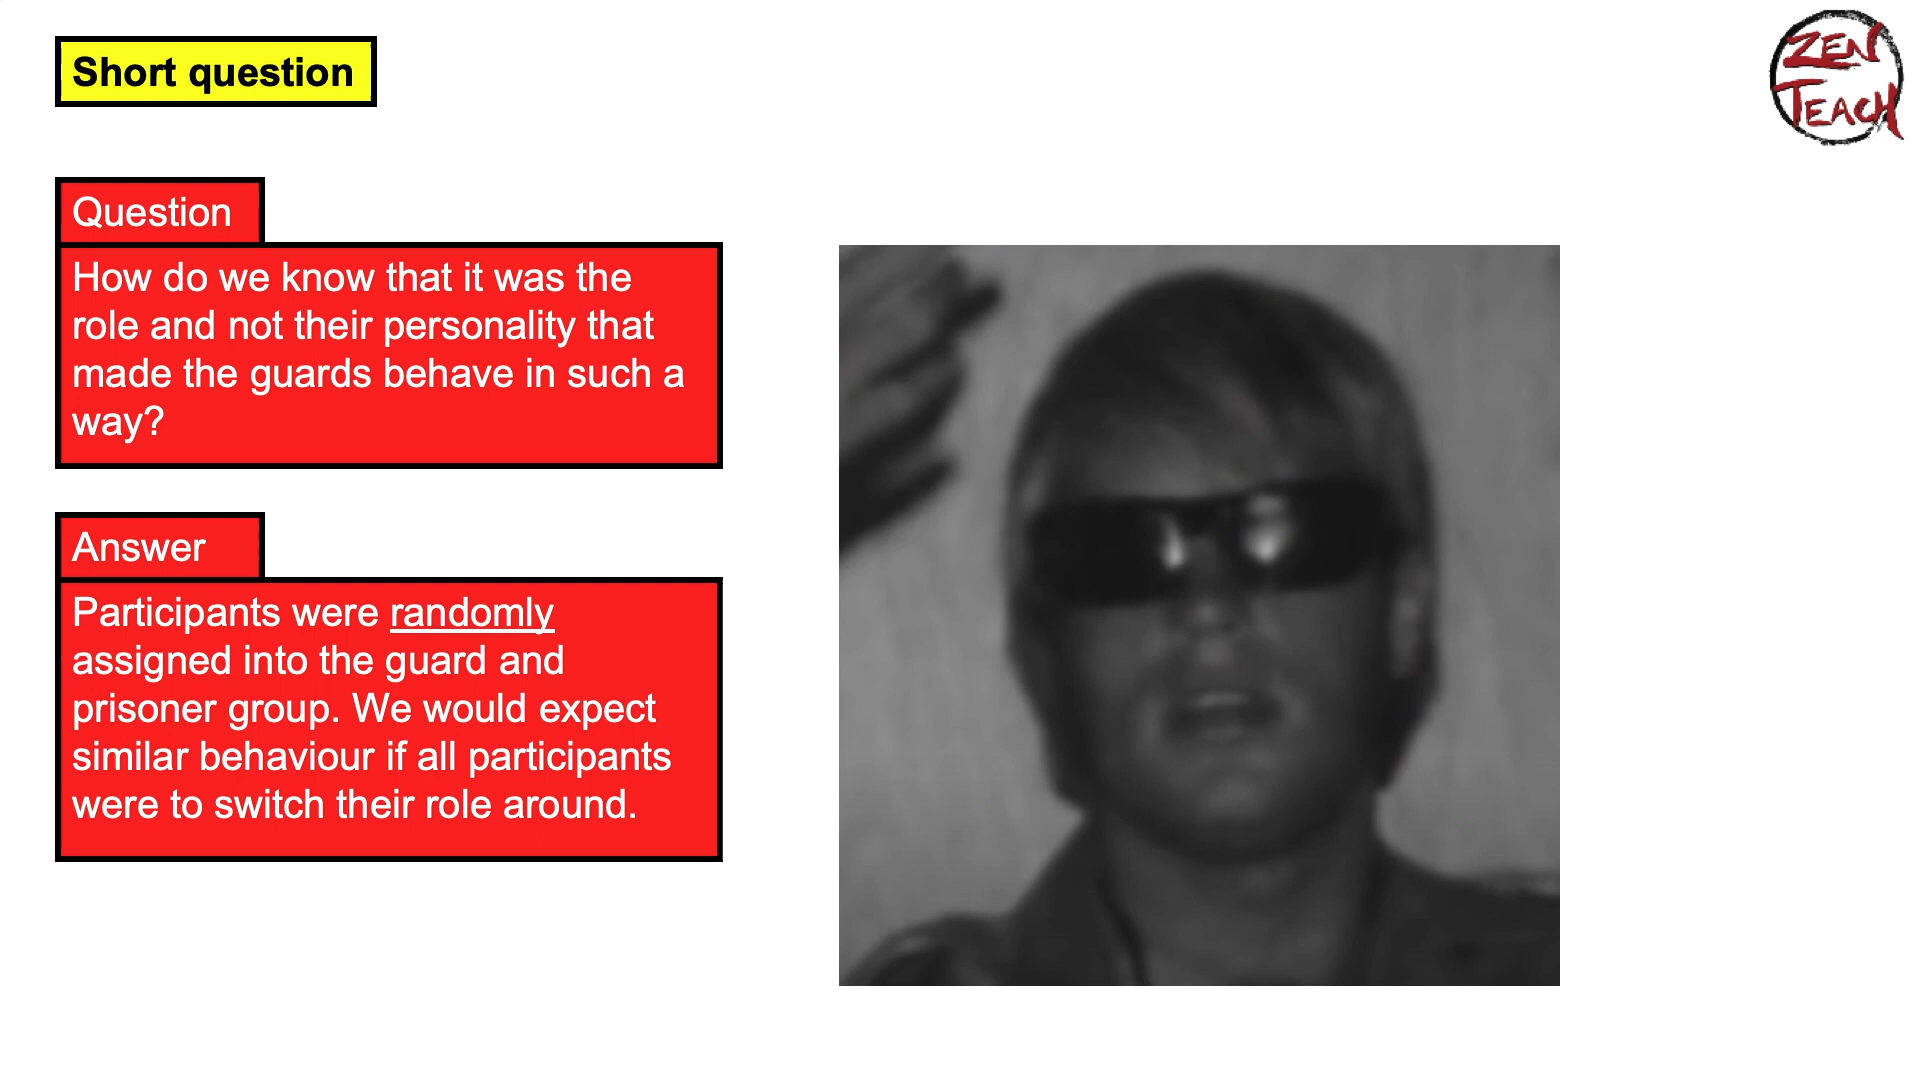 Short question
ZEN
TEACH
Question
How do we know that it was the
role and not their personality that
made the guards behave in such a
way?
Answer
Participants were randomly
assigned into the guard and
prisoner group. We would expect
similar behaviour if all participants
were to switch their role around.